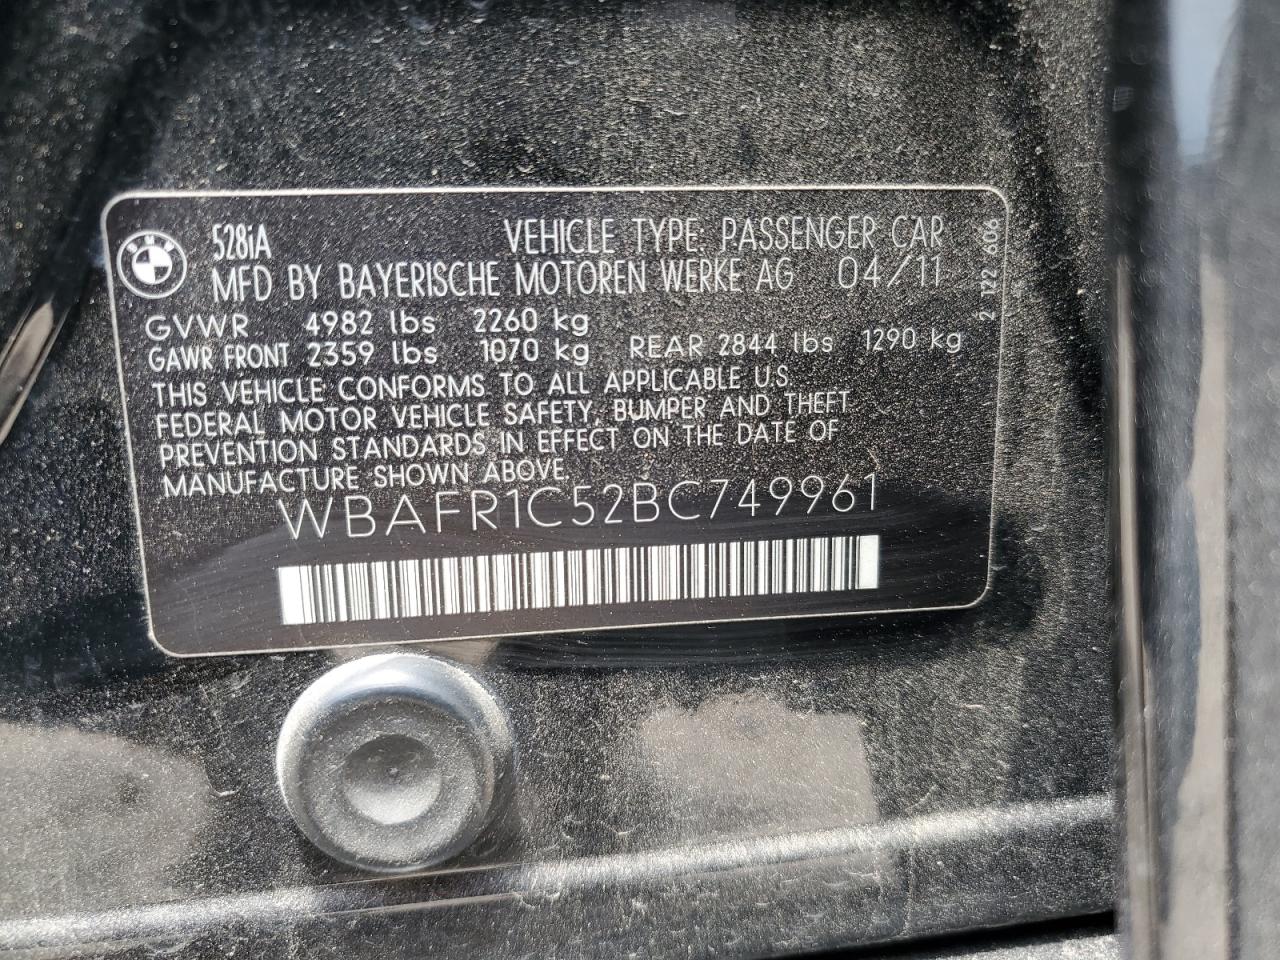 BMW
528iA VEHICLE TYPE: PASSENGER CAR
MFD BY BAYERISCHE MOTOREN WERKE AG 04/11
2 122 606
GVWR 4982 lbs 2260 kg
GAWR FRONT 2359 lbs 1070 kg REAR 2844 lbs 1290 kg
THIS VEHICLE CONFORMS TO ALL APPLICABLE U.S.
FEDERAL MOTOR VEHICLE SAFETY, BUMPER AND THEFT
PREVENTION STANDARDS IN EFFECT ON THE DATE OF
MANUFACTURE SHOWN ABOVE.
WBAFR1C52BC749961